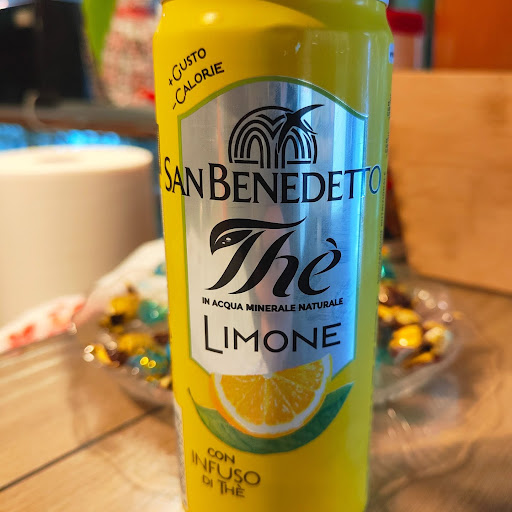 +GUSTO
-CALORIE
SAN BENEDETTO
Thè
IN ACQUA MINERALE NATURALE
LIMONE
CON
INFUSO
DI THÈ